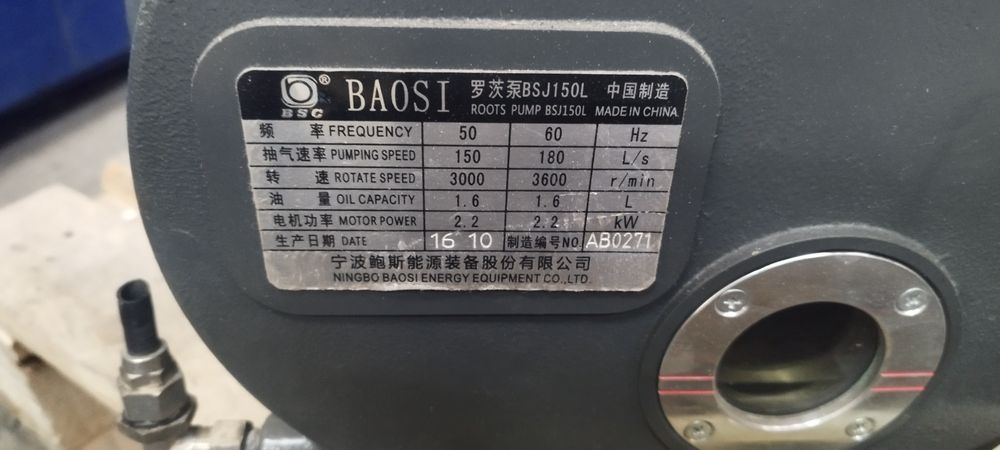 BSC ® BAOSI 罗茨泵BSJ150L 中国制造
ROOTS PUMP BSJ150L MADE IN CHINA
频 率 FREQUENCY 50 60 Hz
抽气速率 PUMPING SPEED 150 180 L/s
转 速 ROTATE SPEED 3000 3600 r/min
油 量 OIL CAPACITY 1.6 1.6 L
电机功率 MOTOR POWER 2.2 2.2 kW
生产日期 DATE 16 10 制造编号NO. AB0271
宁波鲍斯能源装备股份有限公司
NINGBO BAOSI ENERGY EQUIPMENT CO.,LTD.